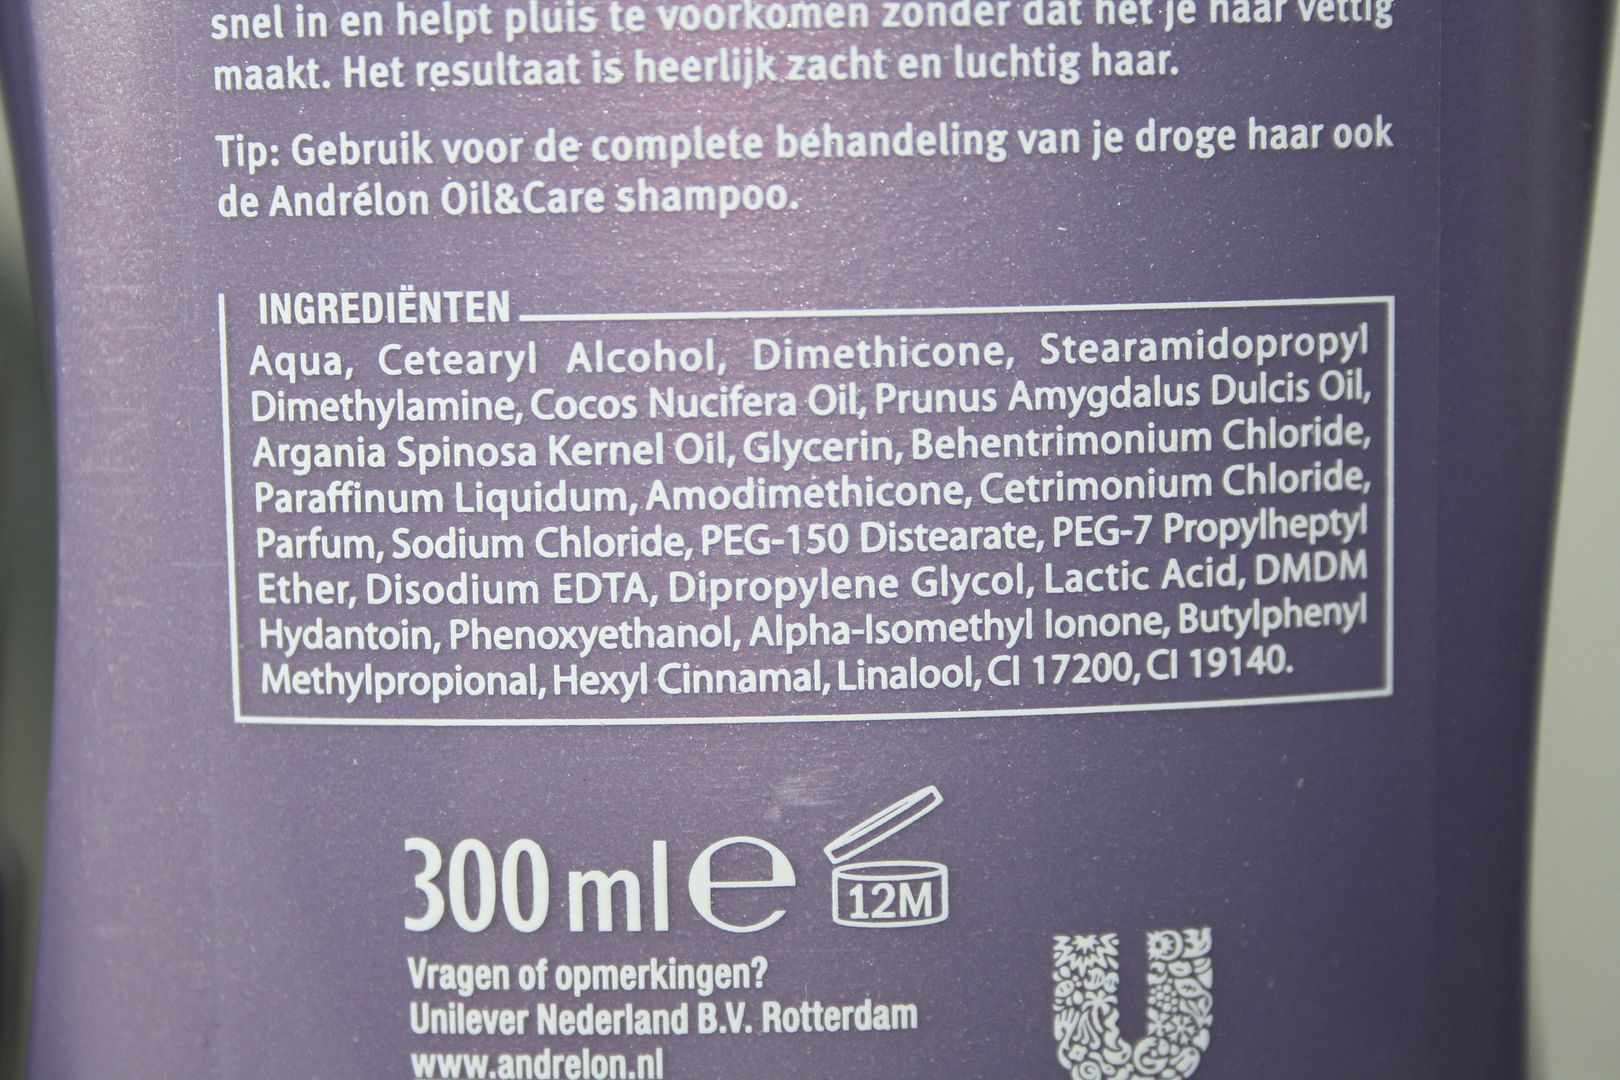 snel in en helpt pluis te voorkomen zonder dat het je haar vettig
maakt. Het resultaat is heerlijk zacht en luchtig haar.
Tip: Gebruik voor de complete behandeling van je droge haar ook
de Andrélon Oil&Care shampoo.
INGREDIËNTEN
Aqua, Cetearyl Alcohol, Dimethicone, Stearamidopropyl
Dimethylamine, Cocos Nucifera Oil, Prunus Amygdalus Dulcis Oil,
Argania Spinosa Kernel Oil, Glycerin, Behentrimonium Chloride,
Paraffinum Liquidum, Amodimethicone, Cetrimonium Chloride,
Parfum, Sodium Chloride, PEG-150 Distearate, PEG-7 Propylheptyl
Ether, Disodium EDTA, Dipropylene Glycol, Lactic Acid, DMDM
Hydantoin, Phenoxyethanol, Alpha-Isomethyl Ionone, Butylphenyl
Methylpropional, Hexyl Cinnamal, Linalool, CI 17200, CI 19140.
300 ml e
12M
Vragen of opmerkingen?
Unilever Nederland B.V. Rotterdam
www.andrelon.nl